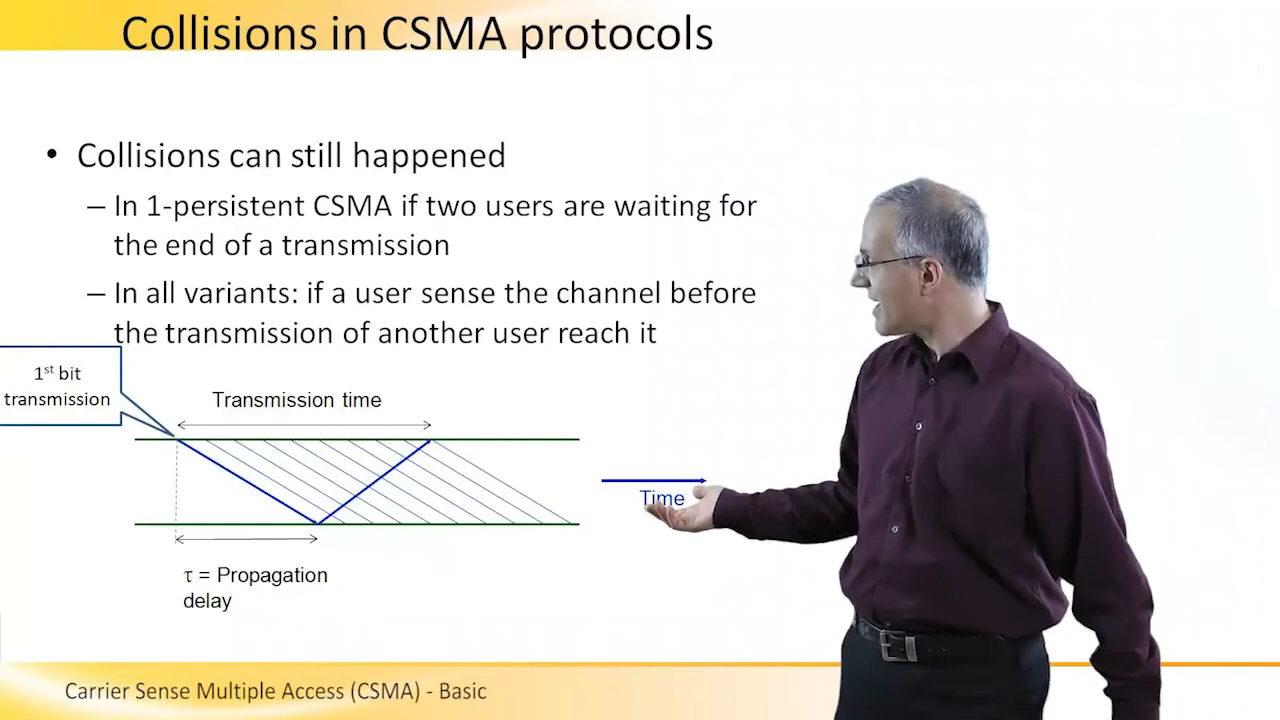 Collisions in CSMA protocols
• Collisions can still happened
– In 1-persistent CSMA if two users are waiting for
the end of a transmission
– In all variants: if a user sense the channel before
the transmission of another user reach it
1st bit
transmission
Transmission time
Time
τ = Propagation
delay
Carrier Sense Multiple Access (CSMA) - Basic